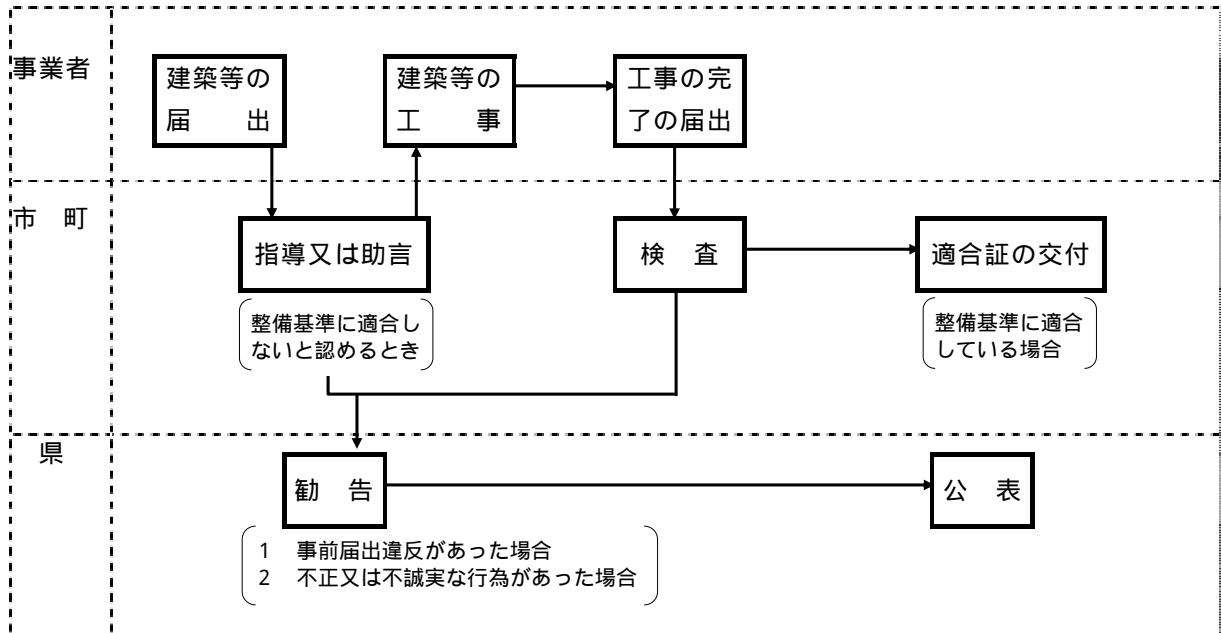 事業者
建築等の
届　　出
建築等の
工　　事
工事の完
了の届出
市　町
指導又は助言
検　査
適合証の交付
整備基準に適合し
ないと認めるとき
整備基準に適合
している場合
県
勧　告
公　表
1　事前届出違反があった場合
2　不正又は不誠実な行為があった場合